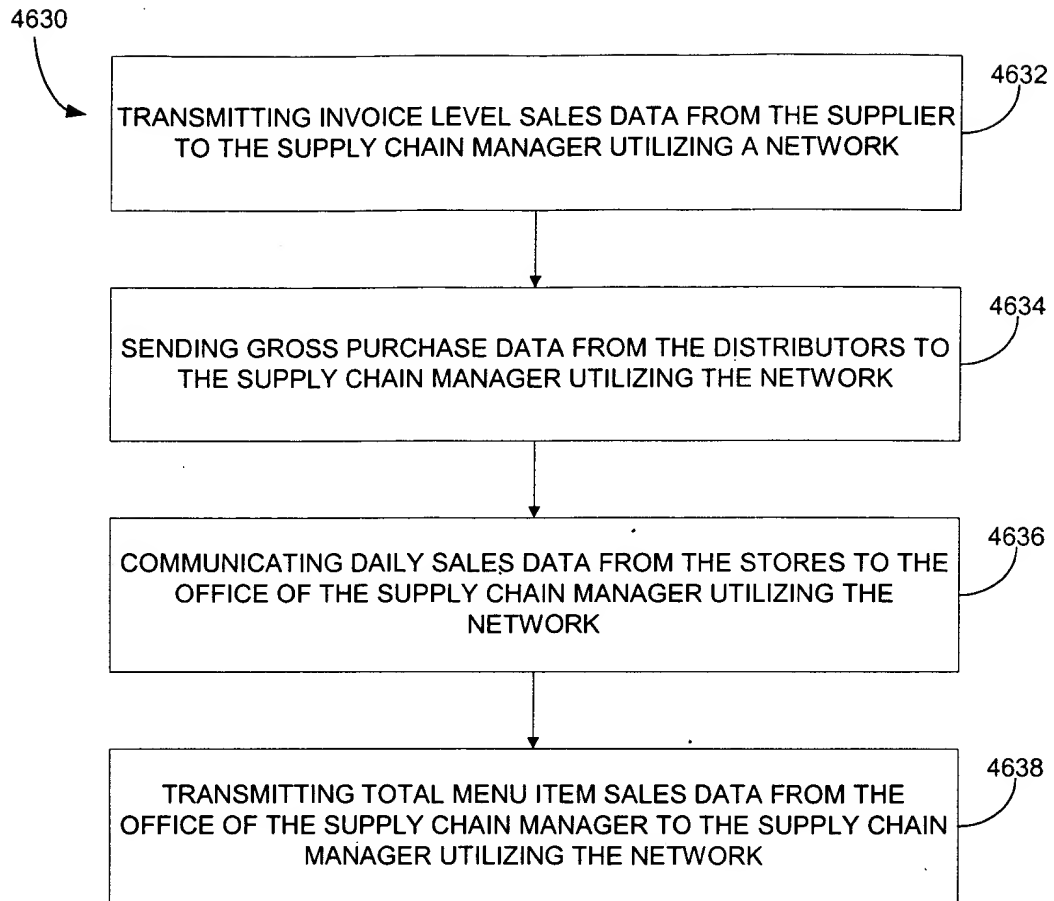 4630
4632
TRANSMITTING INVOICE LEVEL SALES DATA FROM THE SUPPLIER
TO THE SUPPLY CHAIN MANAGER UTILIZING A NETWORK
4634
SENDING GROSS PURCHASE DATA FROM THE DISTRIBUTORS TO
THE SUPPLY CHAIN MANAGER UTILIZING THE NETWORK
4636
COMMUNICATING DAILY SALES DATA FROM THE STORES TO THE
OFFICE OF THE SUPPLY CHAIN MANAGER UTILIZING THE
NETWORK
4638
TRANSMITTING TOTAL MENU ITEM SALES DATA FROM THE
OFFICE OF THE SUPPLY CHAIN MANAGER TO THE SUPPLY CHAIN
MANAGER UTILIZING THE NETWORK